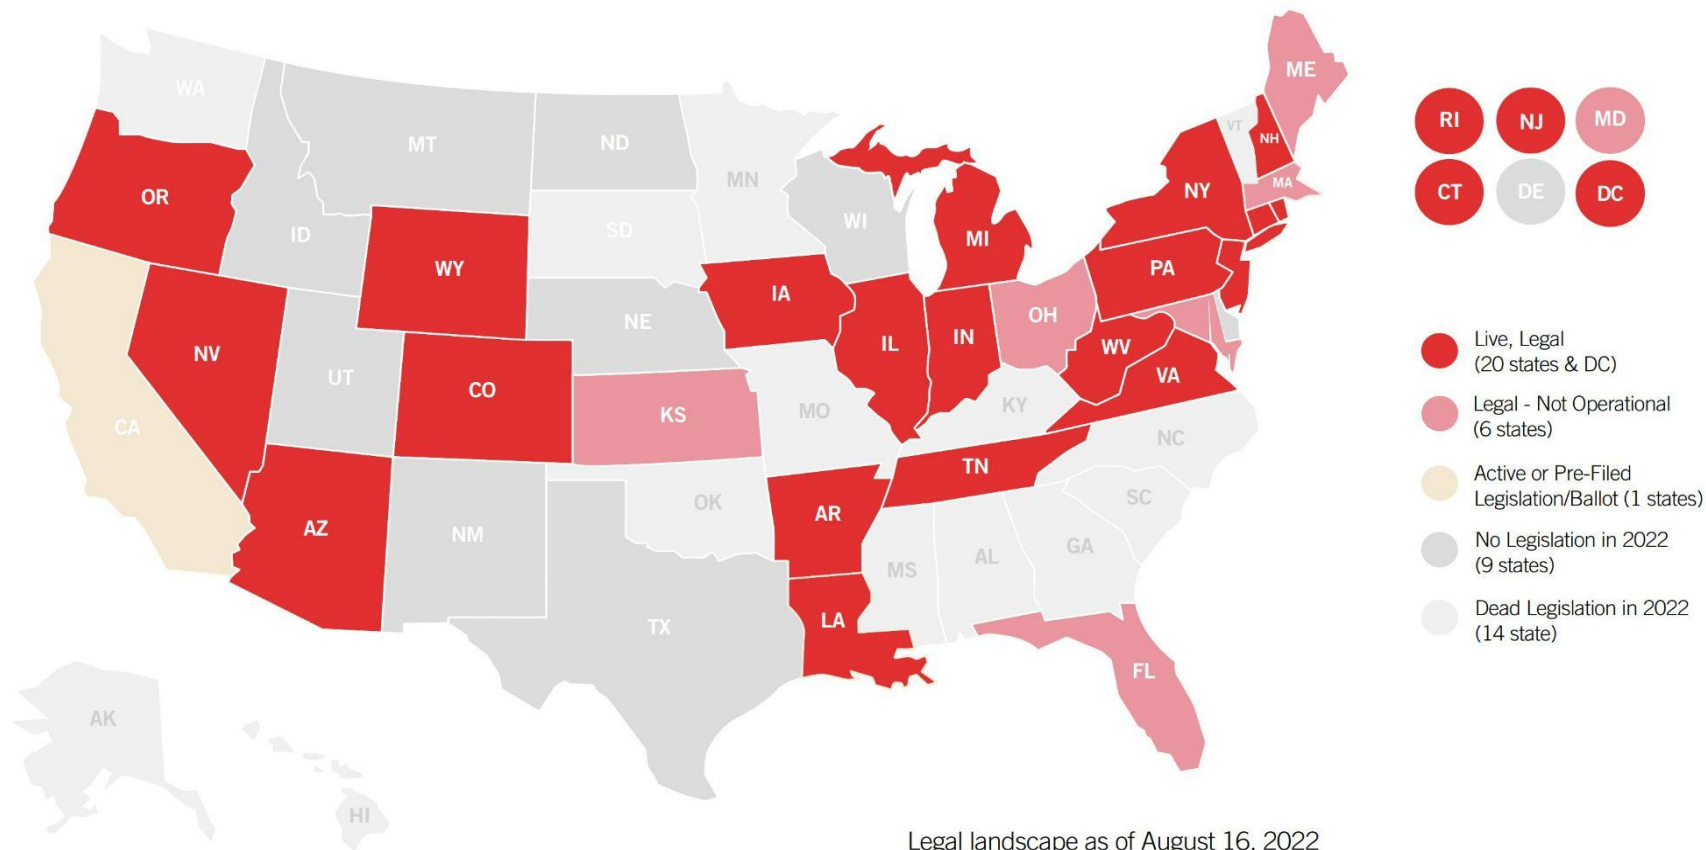 WA
OR
CA
NV
ID
MT
WY
UT
AZ
CO
NM
ND
SD
NE
KS
OK
TX
MN
IA
MO
AR
LA
WI
IL
MI
IN
OH
KY
TN
MS
AL
GA
FL
SC
NC
VA
WV
PA
NY
VT
NH
ME
MA
AK
HI
RI
NJ
MD
CT
DE
DC
Live, Legal
(20 states & DC)
Legal - Not Operational
(6 states)
Active or Pre-Filed
Legislation/Ballot (1 states)
No Legislation in 2022
(9 states)
Dead Legislation in 2022
(14 state)
Legal landscape as of August 16, 2022